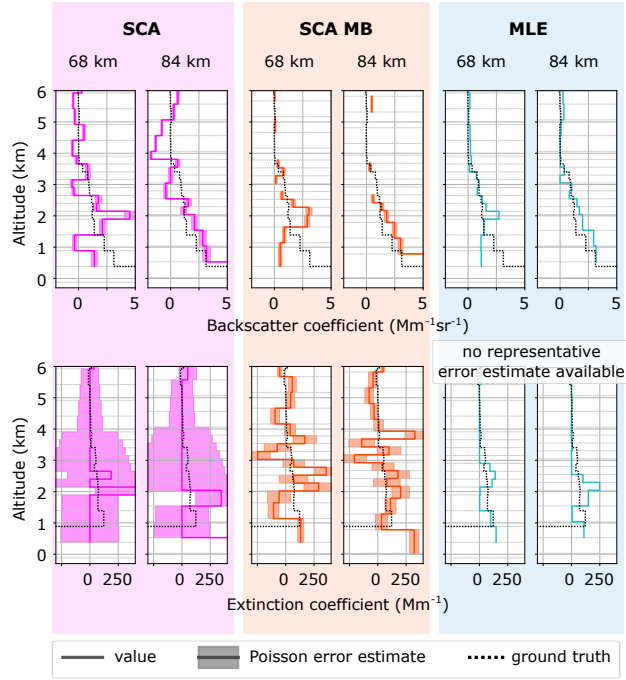 SCA SCA MB MLE
68 km 84 km 68 km 84 km 68 km 84 km
Altitude (km)
6
5
4
3
2
1
0
0 5 0 5 0 5 0 5 0 5 0 5
Backscatter coefficient (Mm⁻¹sr⁻¹)
no representative
error estimate available
Altitude (km)
6
5
4
3
2
1
0
0 250 0 250 0 250 0 250 0 250 0 250
Extinction coefficient (Mm⁻¹)
value Poisson error estimate ground truth